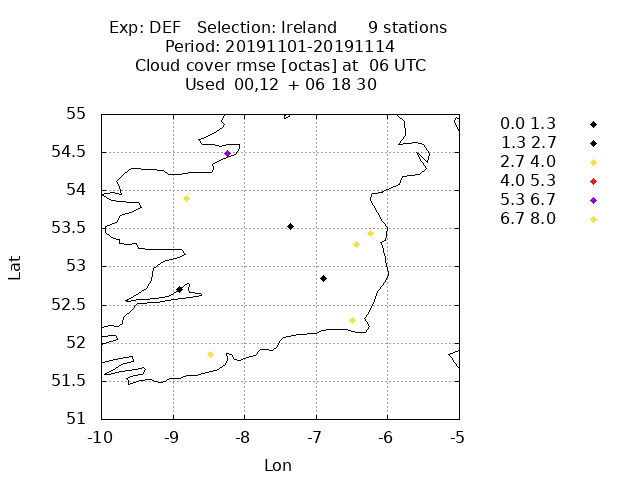 Exp: DEF   Selection: Ireland      9 stations
Period: 20191101-20191114
Cloud cover rmse [octas] at  06 UTC
Used  00,12  + 06 18 30
55
54.5
54
53.5
53
52.5
52
51.5
51
-10 -9 -8 -7 -6 -5
Lat
Lon
0.0 1.3
1.3 2.7
2.7 4.0
4.0 5.3
5.3 6.7
6.7 8.0